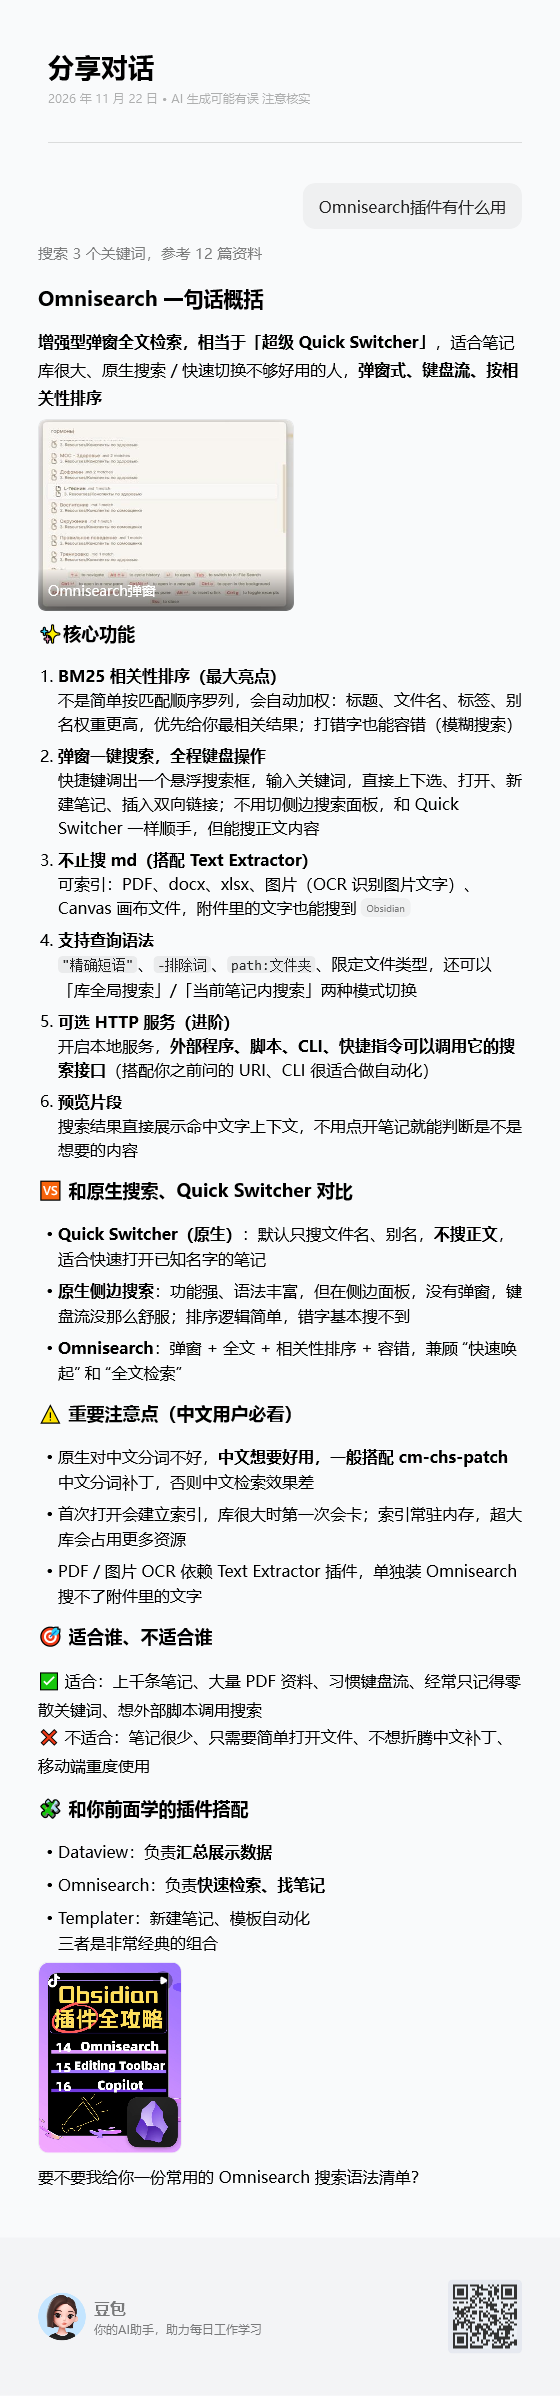 分享对话
2026 年 11 月 22 日 • AI 生成可能有误 注意核实
Omnisearch插件有什么用
搜索 3 个关键词，参考 12 篇资料
Omnisearch 一句话概括
增强型弹窗全文检索，相当于「超级 Quick Switcher」，适合笔记
库很大、原生搜索 / 快速切换不够好用的人，弹窗式、键盘流、按相
关性排序
Omnisearch弹窗
✨核心功能
1. BM25 相关性排序（最大亮点）
不是简单按匹配顺序罗列，会自动加权：标题、文件名、标签、别
名权重更高，优先给你最相关结果；打错字也能容错（模糊搜索）
2. 弹窗一键搜索，全程键盘操作
快捷键调出一个悬浮搜索框，输入关键词，直接上下选、打开、新
建笔记、插入双向链接；不用切侧边搜索面板，和 Quick
Switcher 一样顺手，但能搜正文内容
3. 不止搜 md（搭配 Text Extractor）
可索引：PDF、docx、xlsx、图片（OCR 识别图片文字）、
Canvas 画布文件，附件里的文字也能搜到 Obsidian
4. 支持查询语法
"精确短语"、-排除词、path:文件夹、限定文件类型，还可以
「库全局搜索」/「当前笔记内搜索」两种模式切换
5. 可选 HTTP 服务（进阶）
开启本地服务，外部程序、脚本、CLI、快捷指令可以调用它的搜
索接口（搭配你之前问的 URI、CLI 很适合做自动化）
6. 预览片段
搜索结果直接展示命中文字上下文，不用点开笔记就能判断是不是
想要的内容
🆚 和原生搜索、Quick Switcher 对比
• Quick Switcher（原生）：默认只搜文件名、别名，不搜正文，
适合快速打开已知名字的笔记
• 原生侧边搜索：功能强、语法丰富，但在侧边面板，没有弹窗，键
盘流没那么舒服；排序逻辑简单，错字基本搜不到
• Omnisearch：弹窗 + 全文 + 相关性排序 + 容错，兼顾 “快速唤
起” 和 “全文检索”
⚠️ 重要注意点（中文用户必看）
• 原生对中文分词不好，中文想要好用，一般搭配 cm-chs-patch
中文分词补丁，否则中文检索效果差
• 首次打开会建立索引，库很大时第一次会卡；索引常驻内存，超大
库会占用更多资源
• PDF / 图片 OCR 依赖 Text Extractor 插件，单独装 Omnisearch
搜不了附件里的文字
🎯 适合谁、不适合谁
✅ 适合：上千条笔记、大量 PDF 资料、习惯键盘流、经常只记得零
散关键词、想外部脚本调用搜索
❌ 不适合：笔记很少、只需要简单打开文件、不想折腾中文补丁、
移动端重度使用
🧩 和你前面学的插件搭配
• Dataview：负责汇总展示数据
• Omnisearch：负责快速检索、找笔记
• Templater：新建笔记、模板自动化
三者是非常经典的组合
Obsidian
插件全攻略
14 Omnisearch
15 Editing Toolbar
16 Copilot
要不要我给你一份常用的 Omnisearch 搜索语法清单？
豆包
你的AI助手，助力每日工作学习